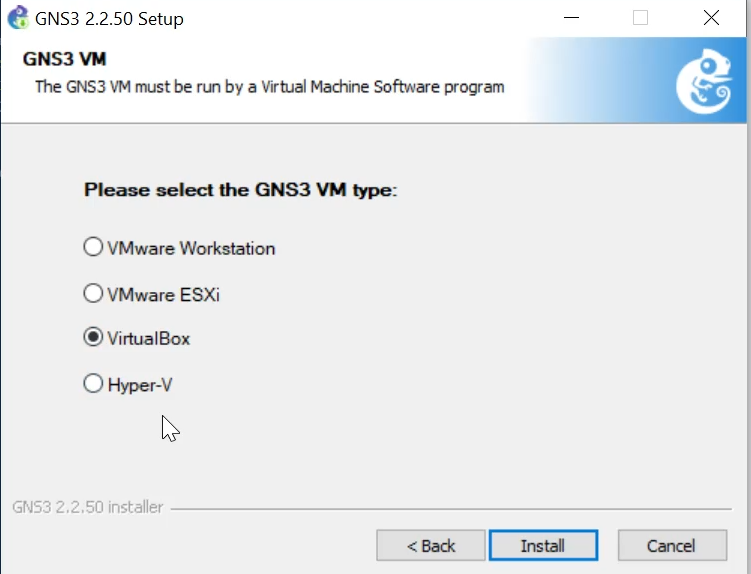 GNS3 2.2.50 Setup
GNS3 VM
The GNS3 VM must be run by a Virtual Machine Software program
Please select the GNS3 VM type:
VMware Workstation
VMware ESXi
VirtualBox
Hyper-V
GNS3 2.2.50 installer
< Back
Install
Cancel